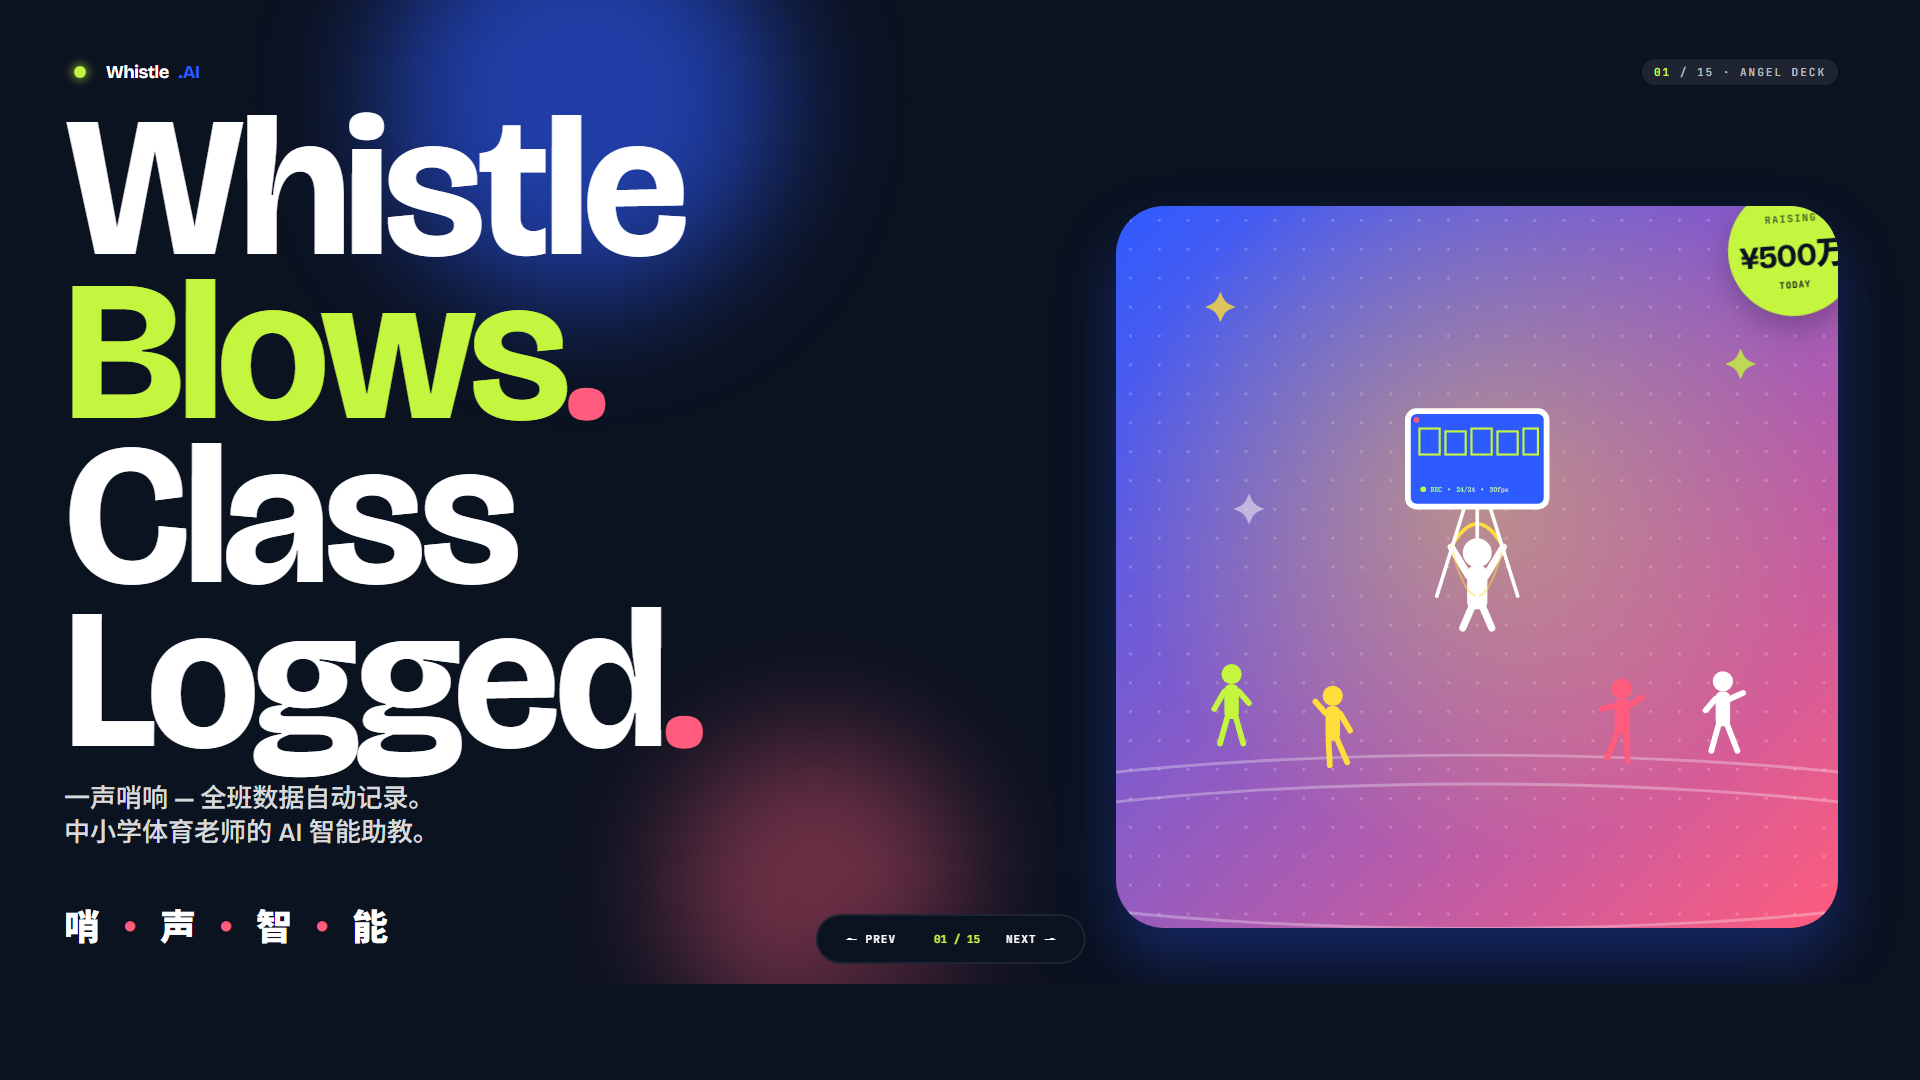 Whistle .AI
01 / 15 · ANGEL DECK
Whistle
Blows.
Class
Logged.
一声哨响 — 全班数据自动记录。
中小学体育老师的 AI 智能助教。
哨 • 声 • 智 • 能
RAISING
¥500万
TODAY
REC • 24/24 • 30fps
← PREV 01 / 15 NEXT →